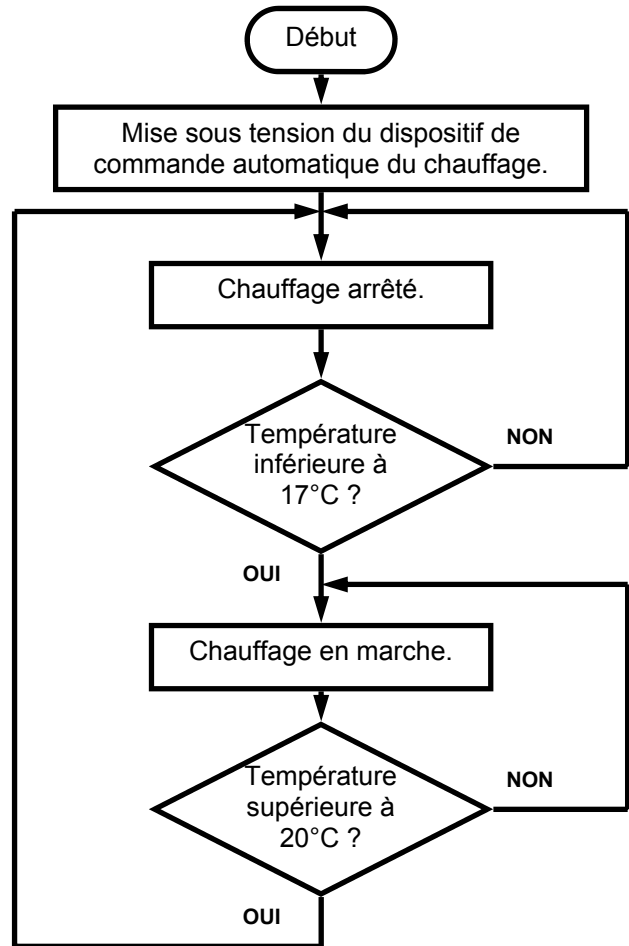 Début
Mise sous tension du dispositif de
commande automatique du chauffage.
Chauffage arrêté.
Température
inférieure à
17°C ?
NON
OUI
Chauffage en marche.
Température
supérieure à
20°C ?
NON
OUI